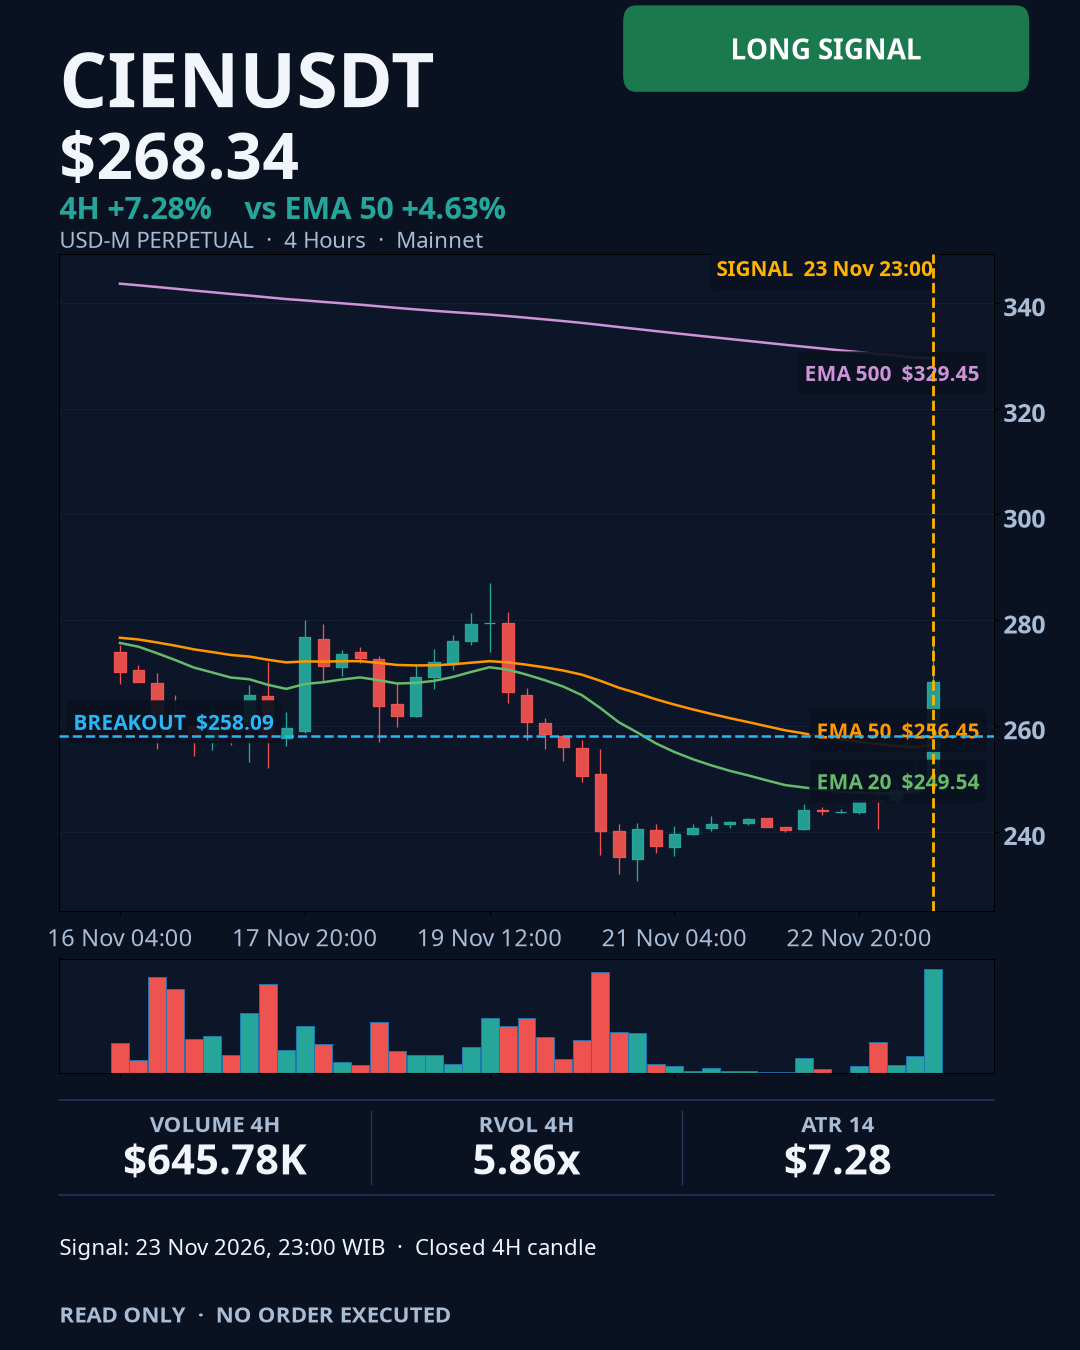 LONG SIGNAL
CIENUSDT
$268.34
4H +7.28% vs EMA 50 +4.63%
USD-M PERPETUAL · 4 Hours · Mainnet
SIGNAL 23 Nov 23:00
340
EMA 500 $329.45
320
300
280
BREAKOUT $258.09
EMA 50 $256.45
260
EMA 20 $249.54
240
16 Nov 04:00 17 Nov 20:00 19 Nov 12:00 21 Nov 04:00 22 Nov 20:00
VOLUME 4H RVOL 4H ATR 14
$645.78K 5.86x $7.28
Signal: 23 Nov 2026, 23:00 WIB · Closed 4H candle
READ ONLY · NO ORDER EXECUTED